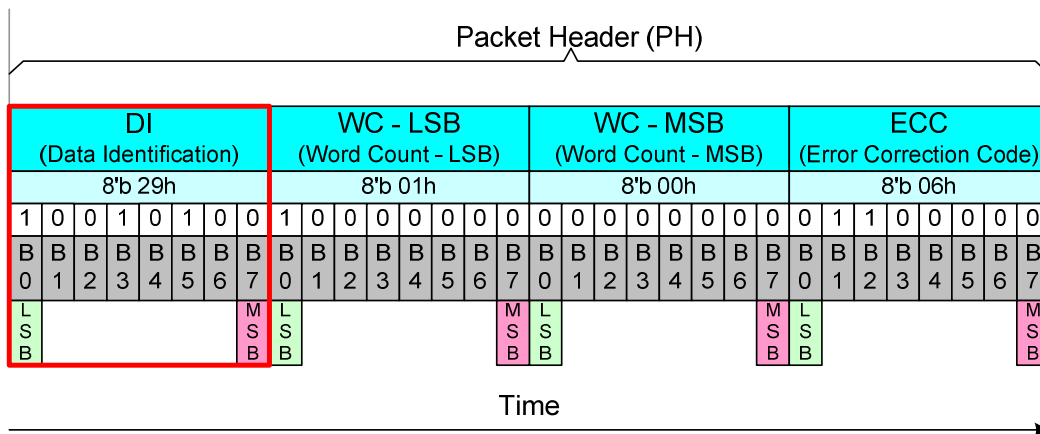 Packet Header (PH)
DI WC - LSB WC - MSB ECC
(Data Identification) (Word Count - LSB) (Word Count - MSB) (Error Correction Code)
8'b 29h 8'b 01h 8'b 00h 8'b 06h
1 0 0 1 0 1 0 0 1 0 0 0 0 0 0 0 0 0 0 0 0 0 0 0 0 1 1 0 0 0 0 0
B B B B B B B B B B B B B B B B B B B B B B B B B B B B B B B B
0 1 2 3 4 5 6 7 0 1 2 3 4 5 6 7 0 1 2 3 4 5 6 7 0 1 2 3 4 5 6 7
L M L M L M L M
S S S S S S S S
B B B B B B B B
Time